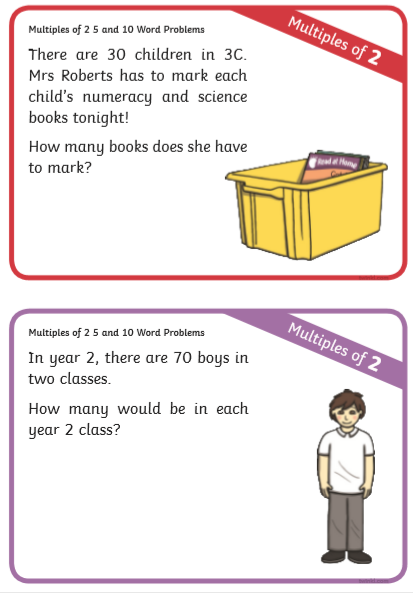 Multiples of 2 5 and 10 Word Problems
Multiples of 2
There are 30 children in 3C.
Mrs Roberts has to mark each
child's numeracy and science
books tonight!
How many books does she have
to mark?
Read at Home
Multiples of 2 5 and 10 Word Problems
Multiples of 2
In year 2, there are 70 boys in
two classes.
How many would be in each
year 2 class?